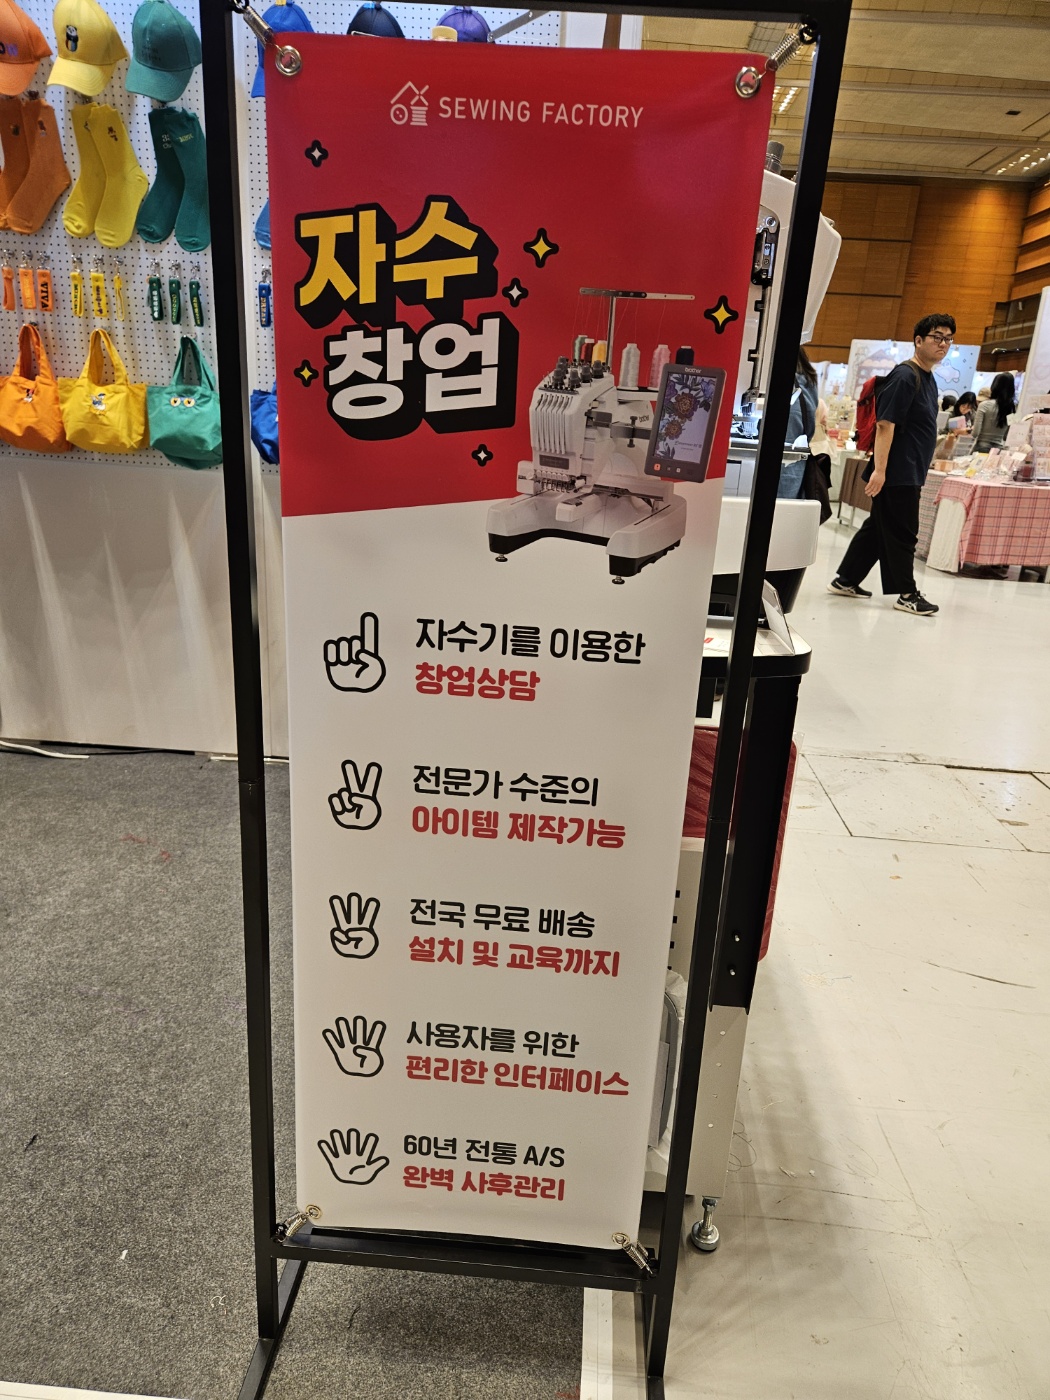 SEWING FACTORY
자수
창업
brother
자수기를 이용한
창업상담
전문가 수준의
아이템 제작가능
전국 무료 배송
설치 및 교육까지
사용자를 위한
편리한 인터페이스
60년 전통 A/S
완벽 사후관리